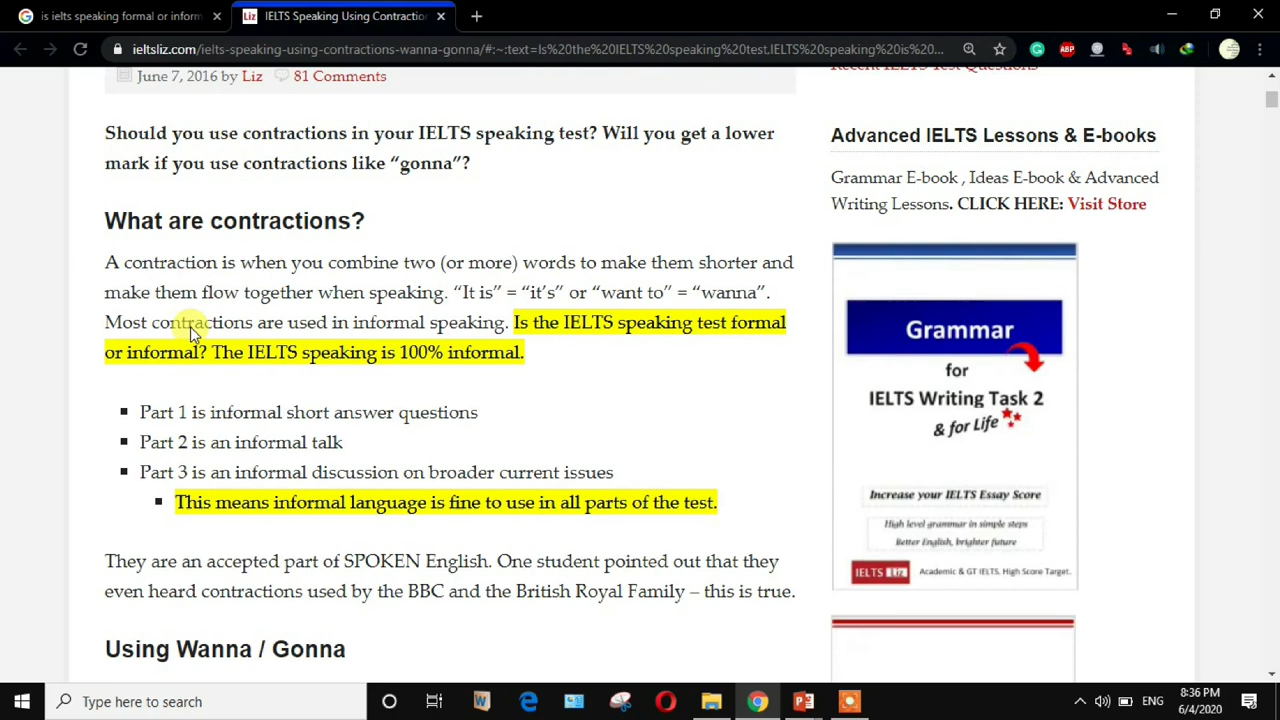 is ielts speaking formal or inform
IELTS Speaking Using Contraction
ieltsliz.com/ielts-speaking-using-contractions-wanna-gonna/#:~:text=Is%20the%20IELTS%20speaking%20test,IELTS%20speaking%20is%20...
June 7, 2016 by Liz 81 Comments
Should you use contractions in your IELTS speaking test? Will you get a lower
mark if you use contractions like “gonna”?
What are contractions?
A contraction is when you combine two (or more) words to make them shorter and
make them flow together when speaking. “It is” = “it’s” or “want to” = “wanna”.
Most contractions are used in informal speaking. Is the IELTS speaking test formal
or informal? The IELTS speaking is 100% informal.
Part 1 is informal short answer questions
Part 2 is an informal talk
Part 3 is an informal discussion on broader current issues
This means informal language is fine to use in all parts of the test.
They are an accepted part of SPOKEN English. One student pointed out that they
even heard contractions used by the BBC and the British Royal Family – this is true.
Using Wanna / Gonna
Recent IELTS Test Questions
Advanced IELTS Lessons & E-books
Grammar E-book , Ideas E-book & Advanced
Writing Lessons. CLICK HERE: Visit Store
Grammar
for
IELTS Writing Task 2
& for Life
Increase your IELTS Essay Score
High level grammar in simple steps
Better English, brighter future
IELTS Liz Academic & GT IELTS. High Score Target.
Type here to search
ENG
8:36 PM
6/4/2020